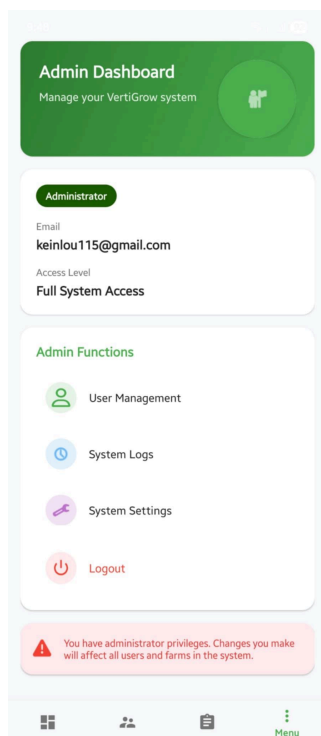 Admin Dashboard
Manage your VertiGrow system
Administrator
Email
keinlou115@gmail.com
Access Level
Full System Access
Admin Functions
User Management
System Logs
System Settings
Logout
You have administrator privileges. Changes you make
will affect all users and farms in the system.
Menu